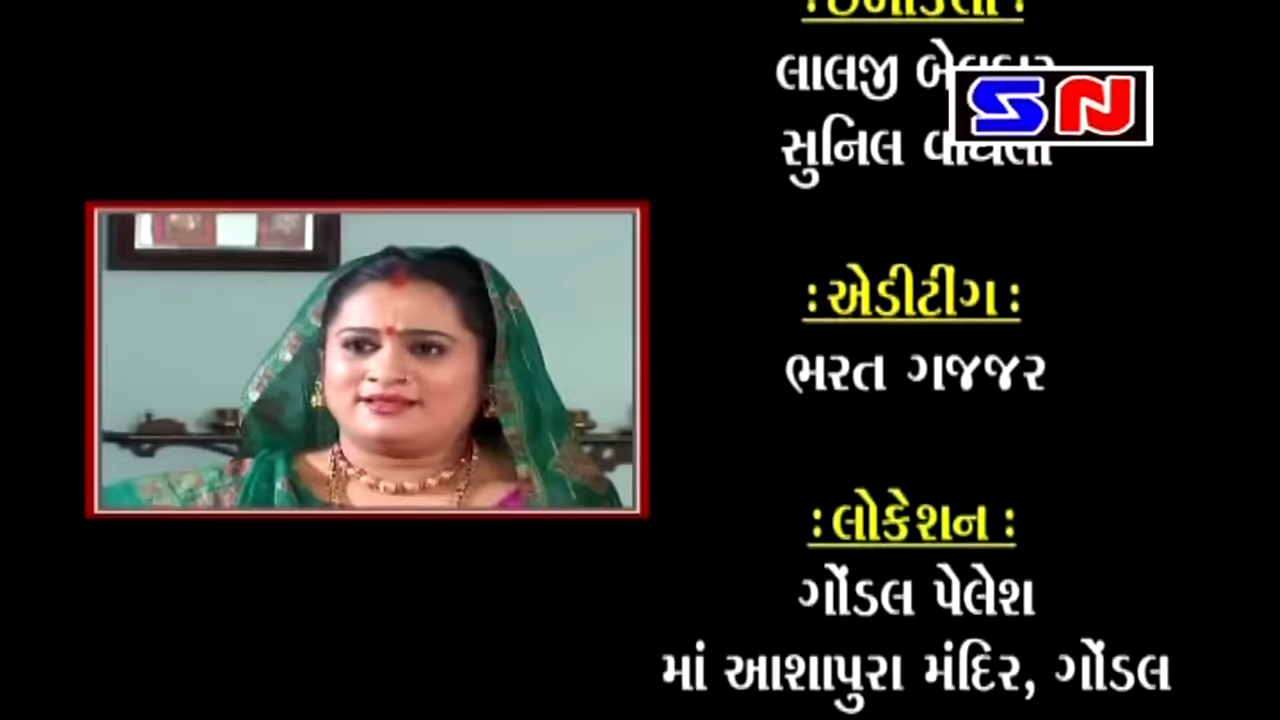 લાલજી
SN
સુનિલ
:એડીટીંગ:
ભરત ગજજર
:લોકેશન :
ગોંડલ પેલેશ
માં આશાપુરા મંદિર, ગોંડલ